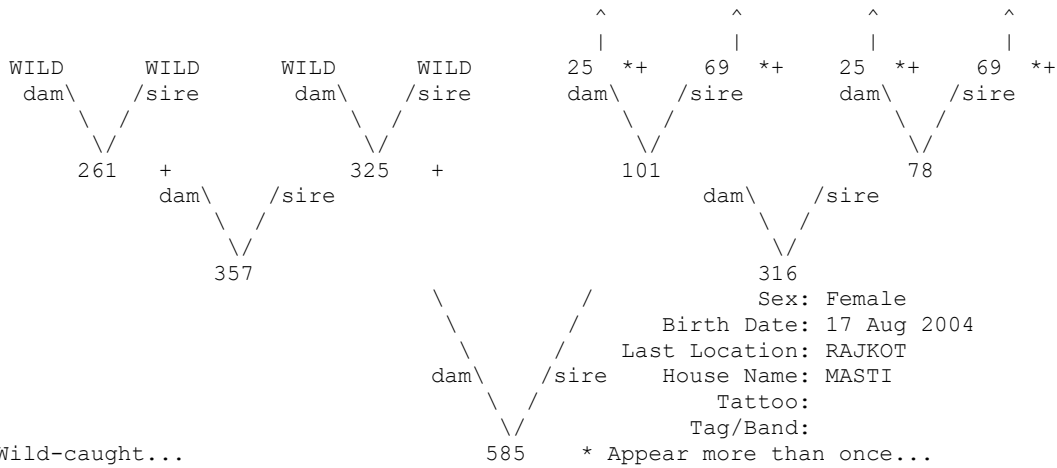 ^ ^ ^ ^
| | | |
WILD WILD WILD WILD 25 *+ 69 *+ 25 *+ 69 *+
dam\ /sire dam\ /sire dam\ /sire dam\ /sire
\ / \ / \ / \ /
\/ \/ \/ \/
261 + 325 + 101 78
dam\ /sire dam\ /sire
\ / \ /
\/ \/
357 316
\ / Sex: Female
\ / Birth Date: 17 Aug 2004
\ / Last Location: RAJKOT
dam\ /sire House Name: MASTI
\ / Tattoo:
\/ Tag/Band:
Wild-caught... 585 * Appear more than once...